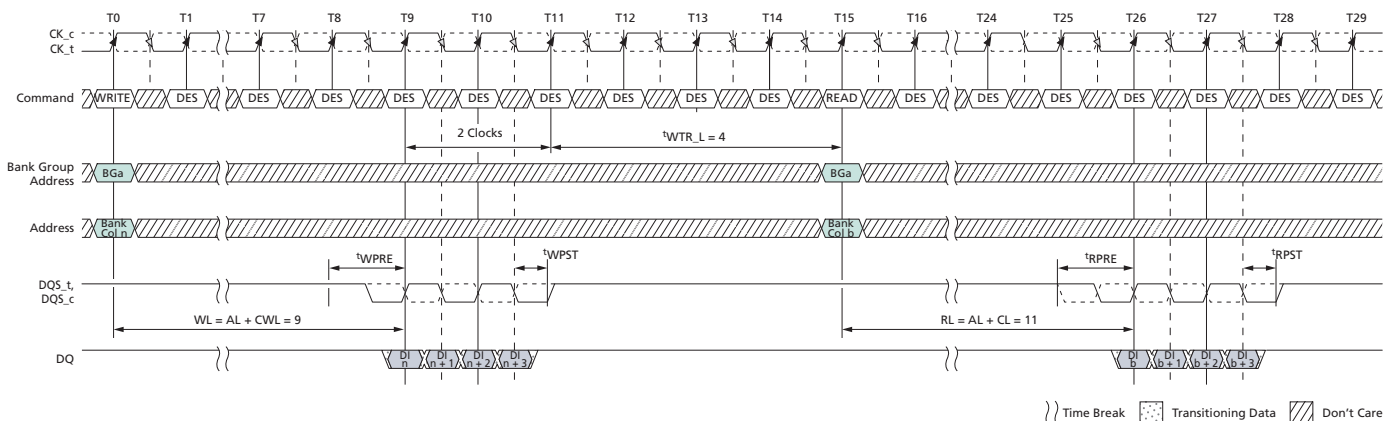 T0 T1 T7 T8 T9 T10 T11 T12 T13 T14 T15 T16 T24 T25 T26 T27 T28 T29
CK_c
CK_t
Command WRITE DES DES DES DES DES DES DES DES DES READ DES DES DES DES DES DES DES
2 Clocks tWTR_L = 4
Bank Group
Address BGa BGa
Address Bank
Col n Bank
Col b
tWPRE tWPST tRPRE tRPST
DQS_t,
DQS_c
WL = AL + CWL = 9 RL = AL + CL = 11
DQ DI
n DI
n + 1 DI
n + 2 DI
n + 3 DI
b DI
b + 1 DI
b + 2 DI
b + 3
Time Break Transitioning Data Don't Care